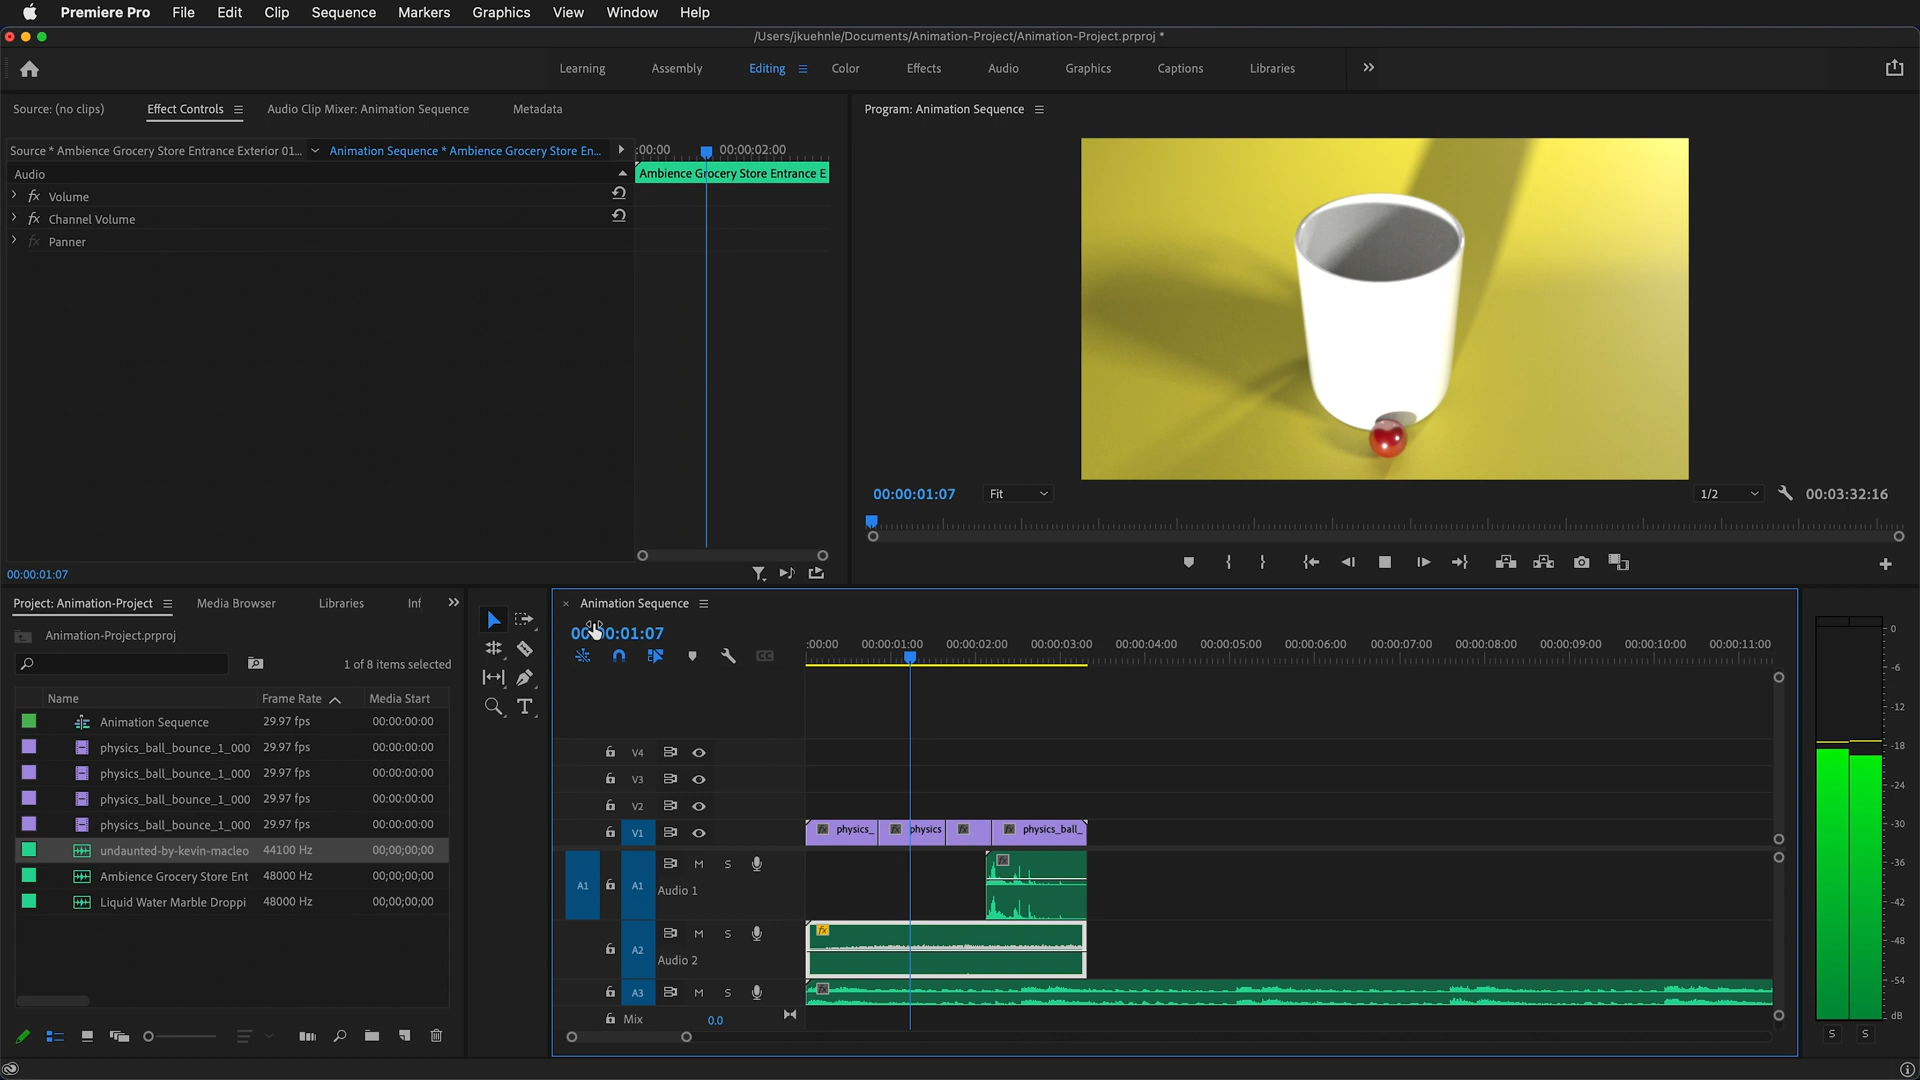 Premiere Pro File Edit Clip Sequence Markers Graphics View Window Help
/Users/jkuehnle/Documents/Animation-Project/Animation-Project.prproj *
Learning Assembly Editing Color Effects Audio Graphics Captions Libraries
Source: (no clips) Effect Controls Audio Clip Mixer: Animation Sequence Metadata
Program: Animation Sequence
Source * Ambience Grocery Store Entrance Exterior 01... Animation Sequence * Ambience Grocery Store En... :00:00 00:00:02:00
Audio
Ambience Grocery Store Entrance E
fx Volume
fx Channel Volume
fx Panner
00:00:01:07 Fit 1/2 00:03:32:16
00:00:01:07
Project: Animation-Project Media Browser Libraries Inf
Animation-Project.prproj
1 of 8 items selected
Name Frame Rate Media Start
Animation Sequence 29.97 fps 00:00:00:00
physics_ball_bounce_1_000 29.97 fps 00:00:00:00
physics_ball_bounce_1_000 29.97 fps 00:00:00:00
physics_ball_bounce_1_000 29.97 fps 00:00:00:00
physics_ball_bounce_1_000 29.97 fps 00:00:00:00
undaunted-by-kevin-macleo 44100 Hz 00;00;00;00
Ambience Grocery Store Ent 48000 Hz 00;00;00;00
Liquid Water Marble Droppi 48000 Hz 00;00;00;00
Animation Sequence
00:00:01:07
:00:00 00:00:01:00 00:00:02:00 00:00:03:00 00:00:04:00 00:00:05:00 00:00:06:00 00:00:07:00 00:00:08:00 00:00:09:00 00:00:10:00 00:00:11:00
CC
V4
V3
V2
V1 fx physics_ fx physics fx fx physics_ball_
A1 A1 M S fx
Audio 1
A2 M S fx
Audio 2
A3 M S fx
Mix 0.0
0
-6
-12
-18
-24
-30
-36
-42
-48
-54
dB
S S